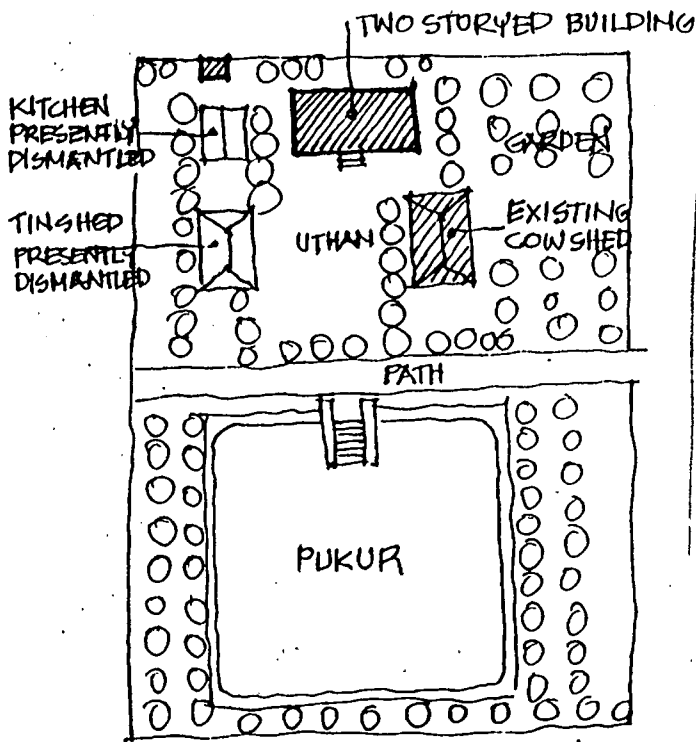 TWO STORYED BUILDING
KITCHEN
PRESENTLY
DISMANTLED
GARDEN
TINSHED
PRESENTLY
DISMANTLED
UTHAN
EXISTING
COWSHED
PATH
PUKUR